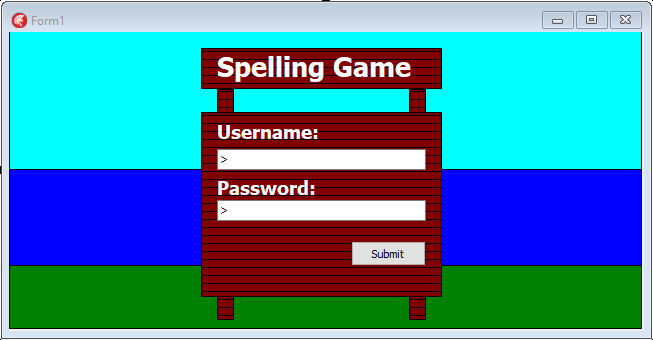 Form1
Spelling Game
Username:
>
Password:
>
Submit